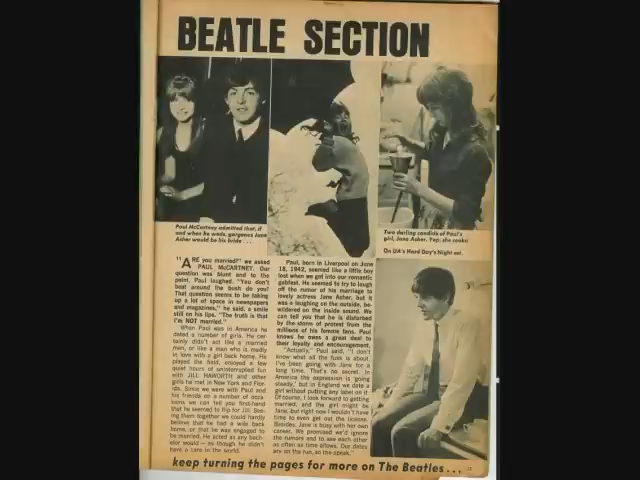 BEATLE SECTION
Paul McCartney admitted that, if
and when he weds, gorgeous Jane
Asher would be his bride . . .
Two darling candids of Paul's
girl, Jane Asher. Yep, she cooks!
On UA's Hard Day's Night set.
"ARE you married?" we asked
PAUL McCARTNEY. Our
question was blunt and to the
point. Paul laughed. "You don't
beat around the bush do you?
That question seems to be taking
up a lot of space in newspapers
and magazines," he said, a smile
still on his lips. "The truth is that
I'm NOT married."
When Paul was in America he
dated a number of girls. He cer-
tainly didn't act like a married
man, or like a man who is madly
in love with a girl back home. He
played the field, enjoyed a few
quiet hours of uninterrupted fun
with JILL HAWORTH and other
girls he met in New York and Flor-
ida. Since we were with Paul and
his friends on a number of occa-
sions we can tell you first-hand
that he seemed to flip for Jill. See-
ing them together we could hardly
believe that he had a wife back
home, or that he was engaged to
be married. He acted as any bach-
elor would — as though he didn't
have a care in the world.
Paul, born in Liverpool on June
18, 1942, seemed like a little boy
lost when we got into our romantic
gabfest. He seemed to try to laugh
off the rumor of his marriage to
lovely actress Jane Asher, but it
was a laughing on the outside, be-
wildered on the inside sound. We
can tell you that he is disturbed
by the storm of protest from the
millions of his femme fans. Paul
knows he owes a great deal to
their loyalty and encouragement.
"Actually," Paul said, "I don't
know what all the fuss is about.
I've been going with Jane for a
long time. That's no secret. In
America the expression is 'going
steady,' but in England we date a
girl without putting any label on it.
Of course, I look forward to getting
married, and the girl might be
Jane, but right now I wouldn't have
time to even get out the license.
Besides, Jane is busy with her own
career. We promised we'd ignore
the rumors and to see each other
as often as time allows. Our dates
are on the run, so to speak."
keep turning the pages for more on The Beatles . . .